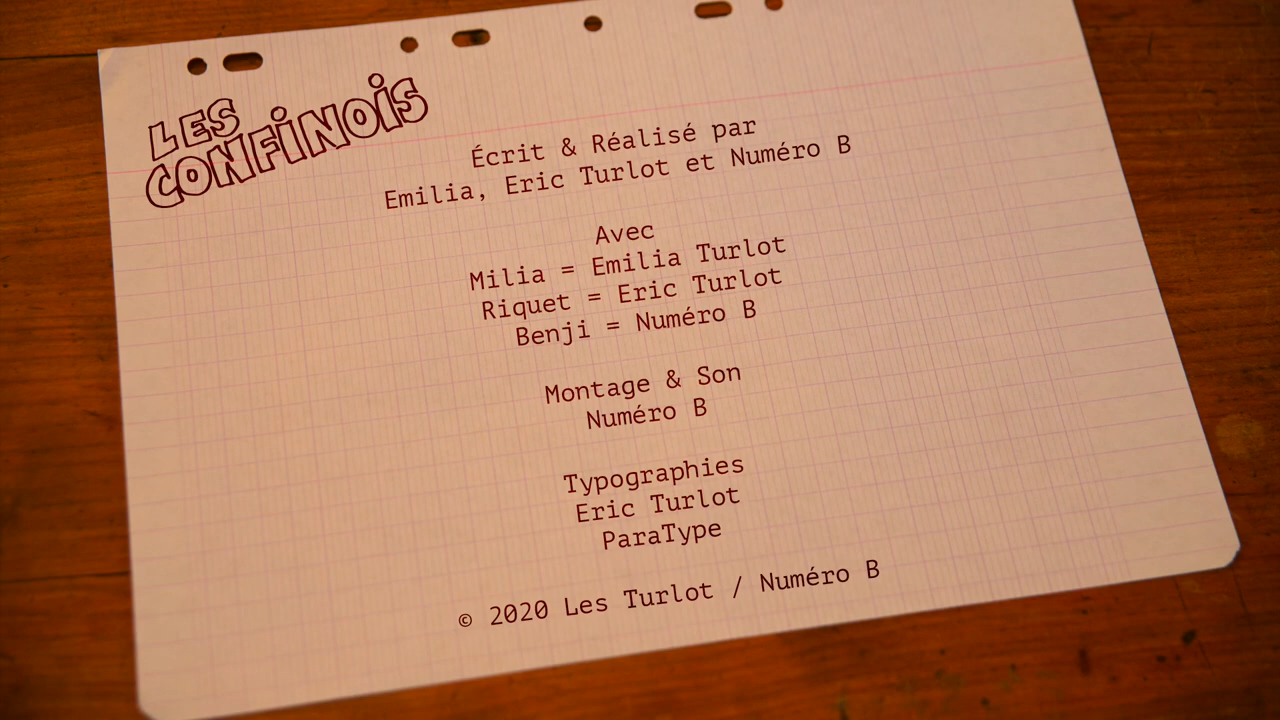 LES
CONFINOIS
Écrit & Réalisé par
Emilia, Eric Turlot et Numéro B
Avec
Milia = Emilia Turlot
Riquet = Eric Turlot
Benji = Numéro B
Montage & Son
Numéro B
Typographies
Eric Turlot
ParaType
© 2020 Les Turlot / Numéro B